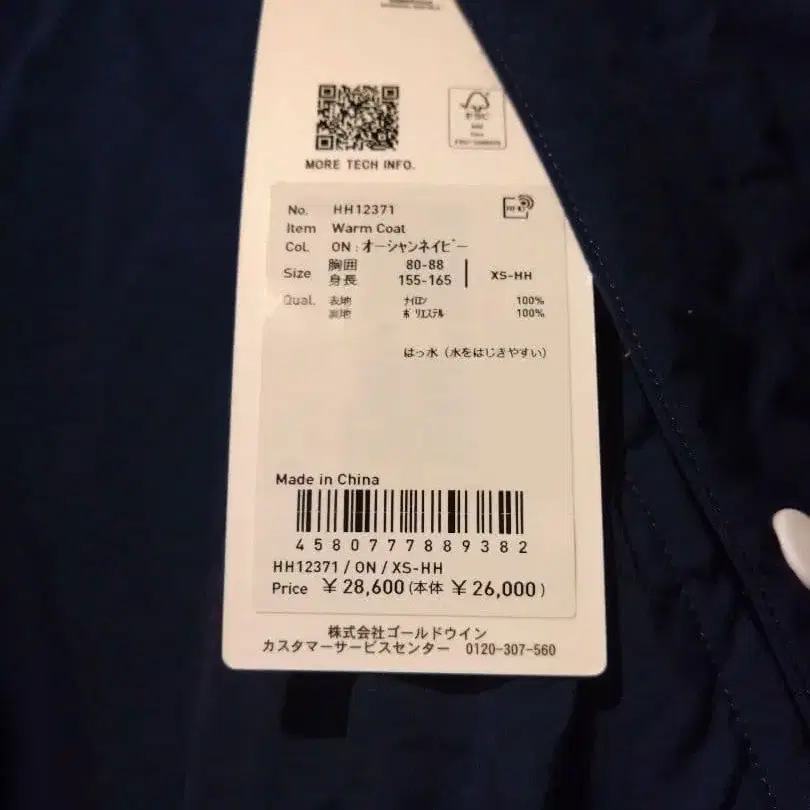 MORE TECH INFO.
FSC
No. HH12371
Item Warm Coat
Col. ON : オーシャンネイビー
Size 胸囲 80-88
身長 155-165
XS-HH
Qual. 表地 ナイロン 100%
裏地 ポリエステル 100%
はっ水 (水をはじきやすい)
Made in China
4580777889382
HH12371 / ON / XS-HH
Price ¥ 28,600 (本体 ¥ 26,000 )
株式会社ゴールドウイン
カスタマーサービスセンター 0120-307-560